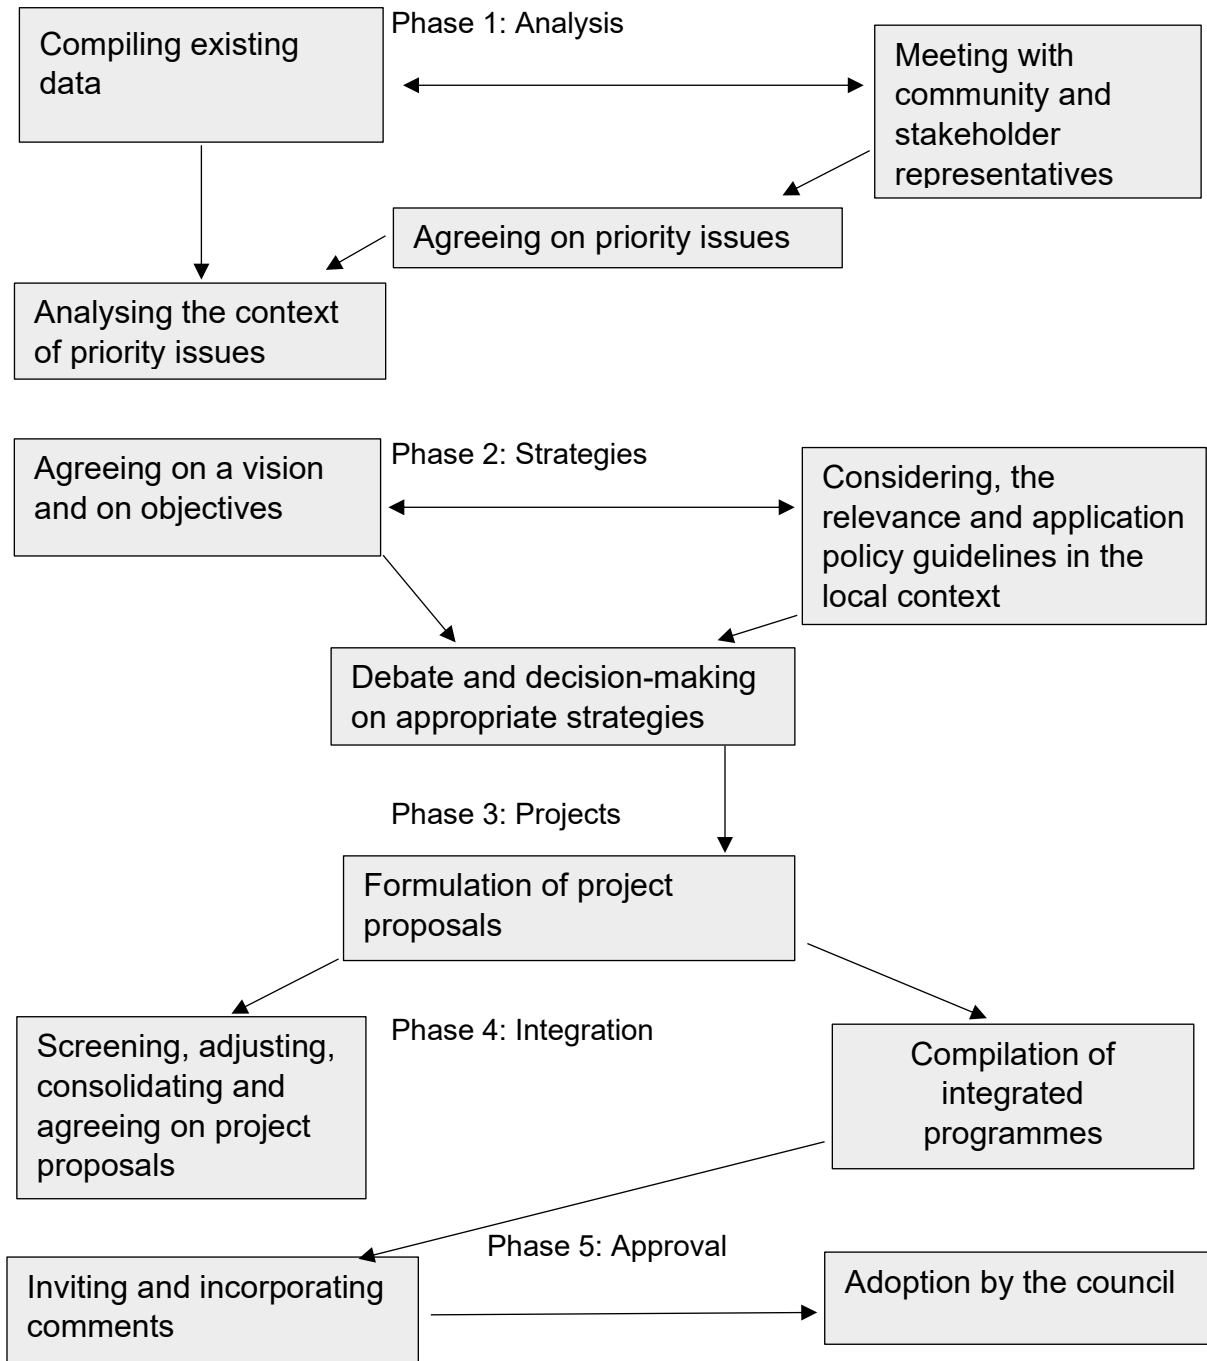 Phase 1: Analysis
Compiling existing
data
Meeting with
community and
stakeholder
representatives
Agreeing on priority issues
Analysing the context
of priority issues
Phase 2: Strategies
Agreeing on a vision
and on objectives
Considering, the
relevance and application
policy guidelines in the
local context
Debate and decision-making
on appropriate strategies
Phase 3: Projects
Formulation of project
proposals
Phase 4: Integration
Screening, adjusting,
consolidating and
agreeing on project
proposals
Compilation of
integrated
programmes
Phase 5: Approval
Inviting and incorporating
comments
Adoption by the council